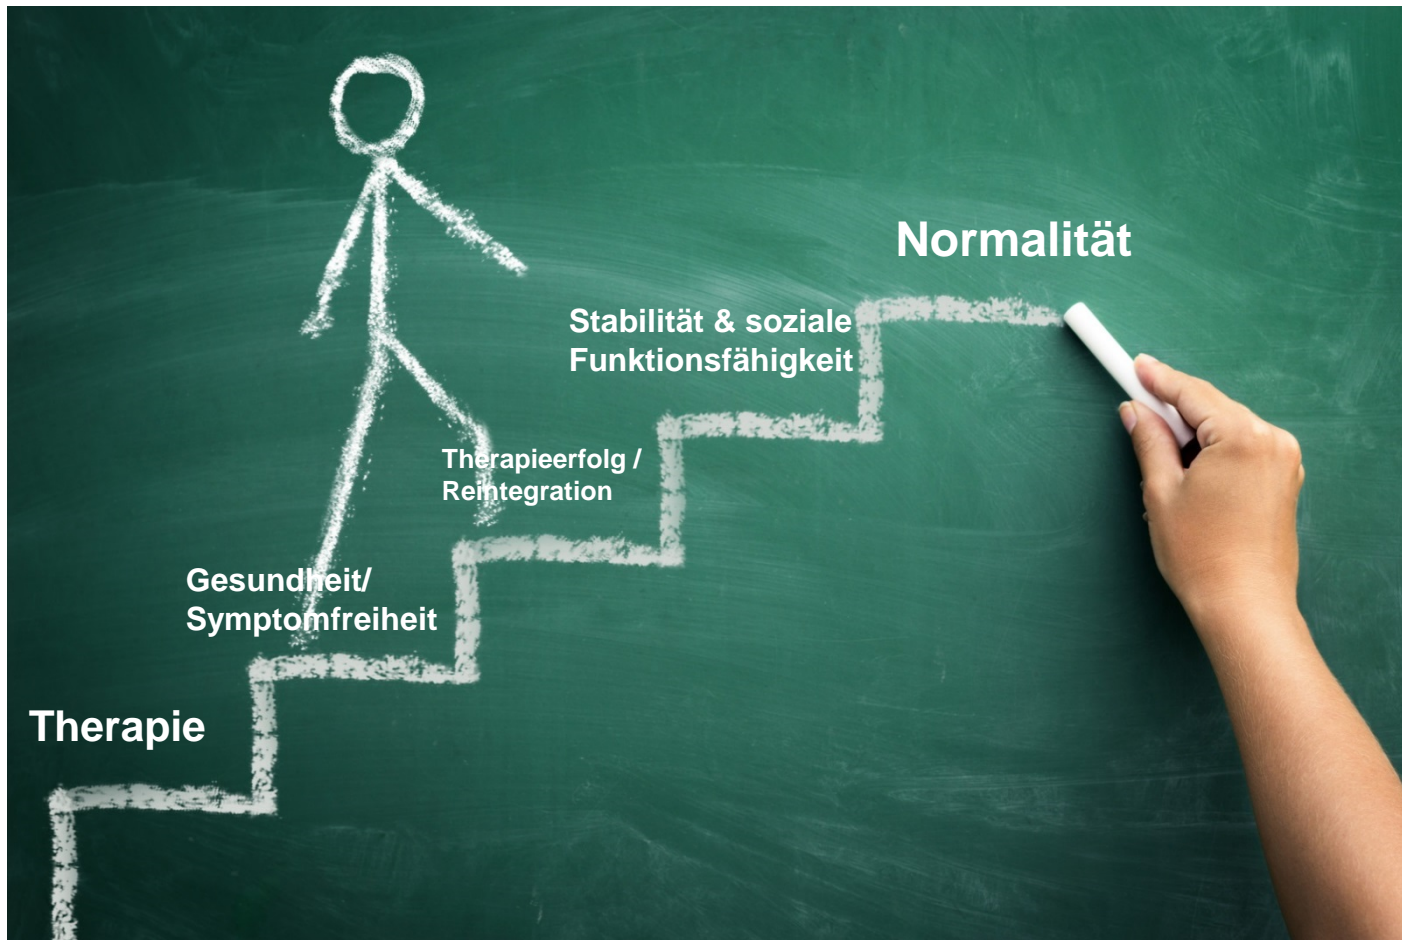 Normalität
Stabilität & soziale
Funktionsfähigkeit
Therapieerfolg /
Reintegration
Gesundheit/
Symptomfreiheit
Therapie